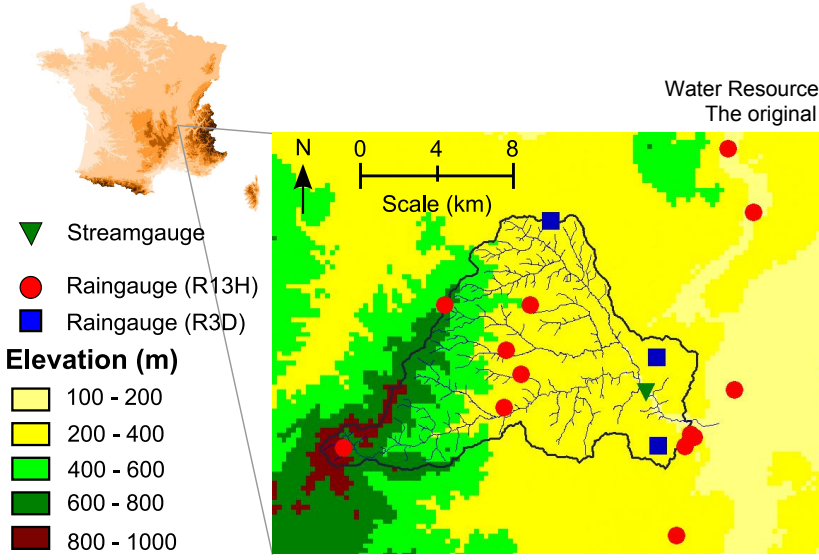 Water Resource
The original
N
0 4 8
Scale (km)
Streamgauge
Raingauge (R13H)
Raingauge (R3D)
Elevation (m)
100 - 200
200 - 400
400 - 600
600 - 800
800 - 1000